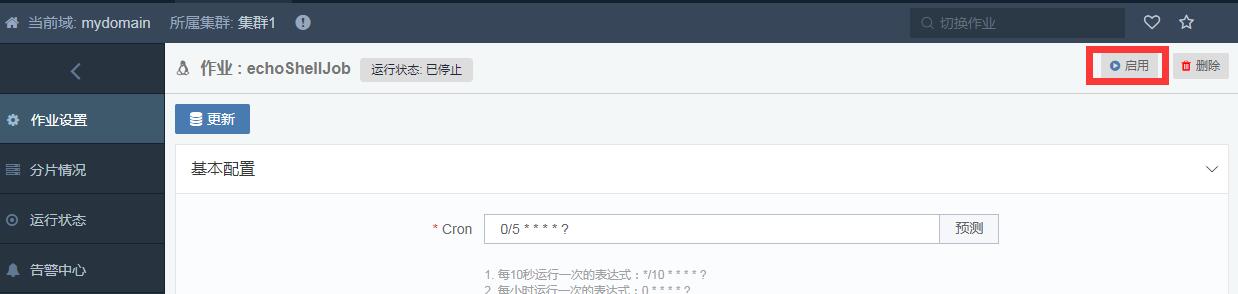 当前域: mydomain 所属集群: 集群1 切换作业
作业 : echoShellJob 运行状态: 已停止 启用 删除
作业设置
更新
分片情况
基本配置
运行状态
* Cron 0/5 * * * * ? 预测
告警中心
1. 每10秒运行一次的表达式：*/10 * * * * ?
2. 每小时运行一次的表达式：0 * * * * ?